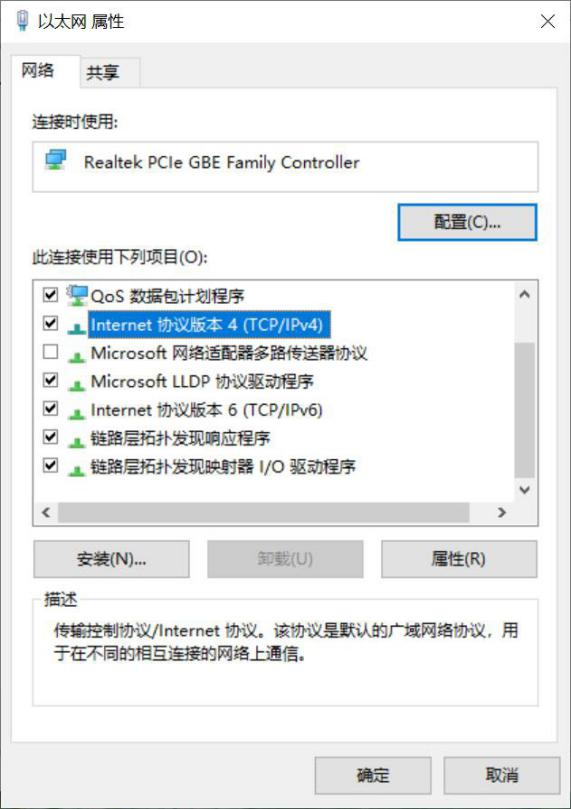 以太网 属性
网络
共享
连接时使用:
Realtek PCIe GBE Family Controller
配置(C)...
此连接使用下列项目(O):
QoS 数据包计划程序
Internet 协议版本 4 (TCP/IPv4)
Microsoft 网络适配器多路传送器协议
Microsoft LLDP 协议驱动程序
Internet 协议版本 6 (TCP/IPv6)
链路层拓扑发现响应程序
链路层拓扑发现映射器 I/O 驱动程序
安装(N)...
卸载(U)
属性(R)
描述
传输控制协议/Internet 协议。该协议是默认的广域网络协议，用
于在不同的相互连接的网络上通信。
确定
取消